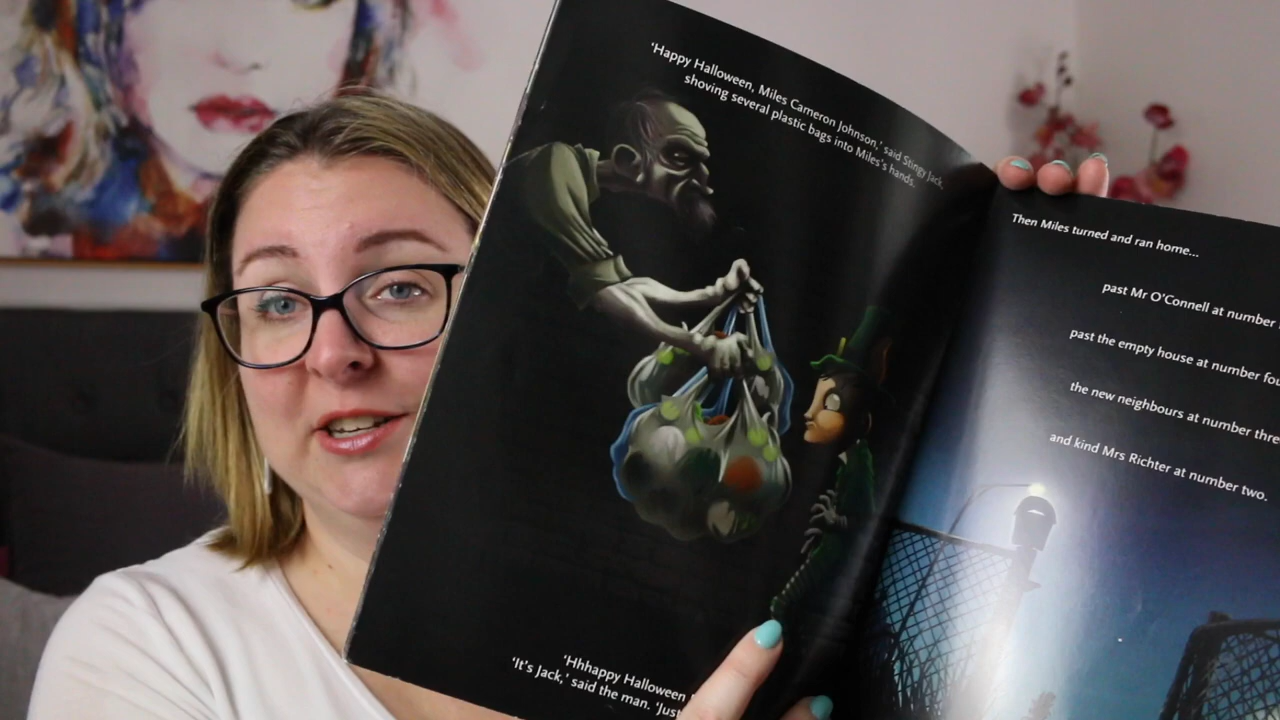 'Happy Halloween, Miles Cameron Johnson,' said Stingy Jack,
shoving several plastic bags into Miles's hands.
'Hhhappy Halloween
'It's Jack,' said the man. 'Just
Then Miles turned and ran home...
past Mr O'Connell at number
past the empty house at number fou
the new neighbours at number thre
and kind Mrs Richter at number two.